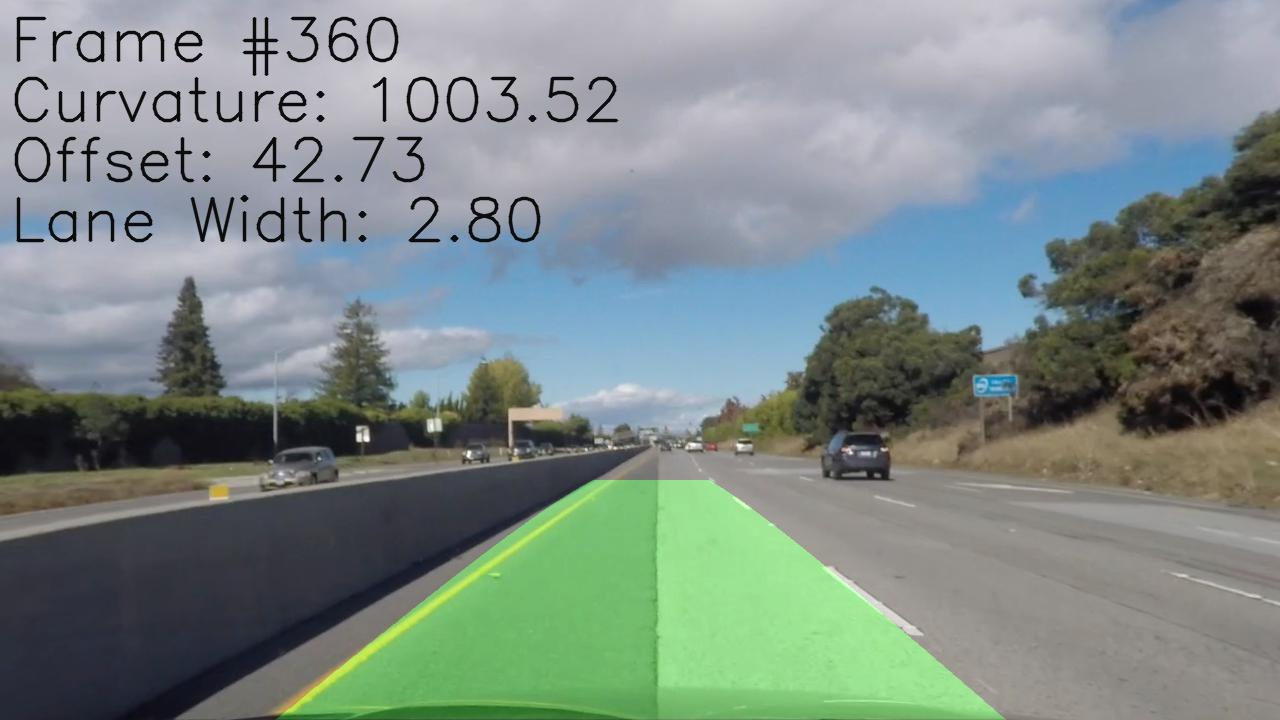 Frame #360
Curvature: 1003.52
Offset: 42.73
Lane Width: 2.80